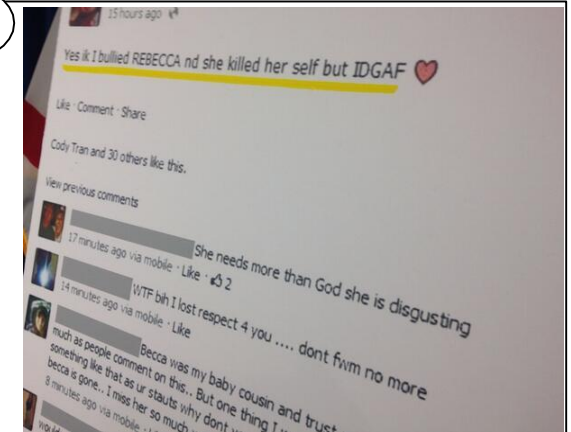 15 hours ago
Yes ik I bullied REBECCA nd she killed her self but IDGAF
Like · Comment · Share
Cody Tran and 30 others like this.
View previous comments
She needs more than God she is disgusting
17 minutes ago via mobile · Like · 2
WTF bih I lost respect 4 you .... dont fwm no more
14 minutes ago via mobile · Like
Becca was my baby cousin and trust
much as people comment on this.. But one thing I
something like that as ur stauts why dont
becca is gone.. I miss her so much
8 minutes ago via mobile
would